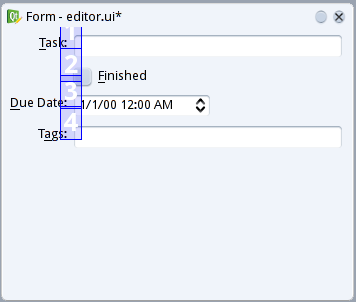 Form - editor.ui*
Task: 1
2 Finished
Due Date: 3 1/1/00 12:00 AM
Tags: 4